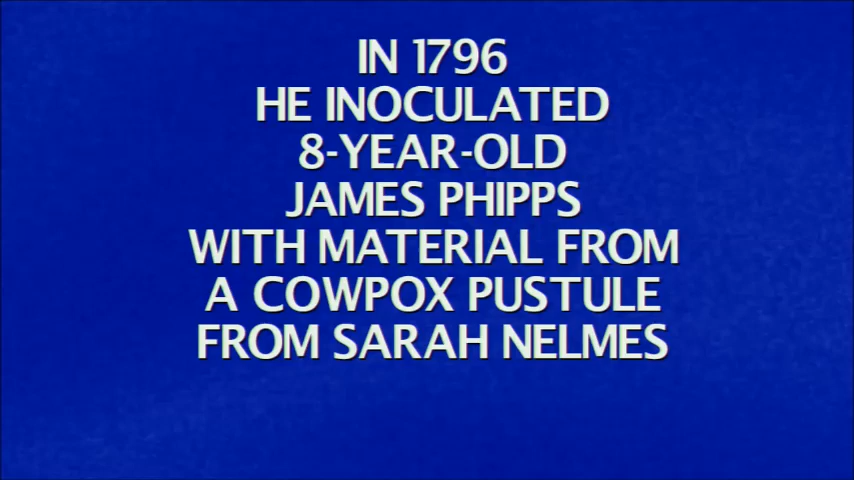 IN 1796
HE INOCULATED
8-YEAR-OLD
JAMES PHIPPS
WITH MATERIAL FROM
A COWPOX PUSTULE
FROM SARAH NELMES